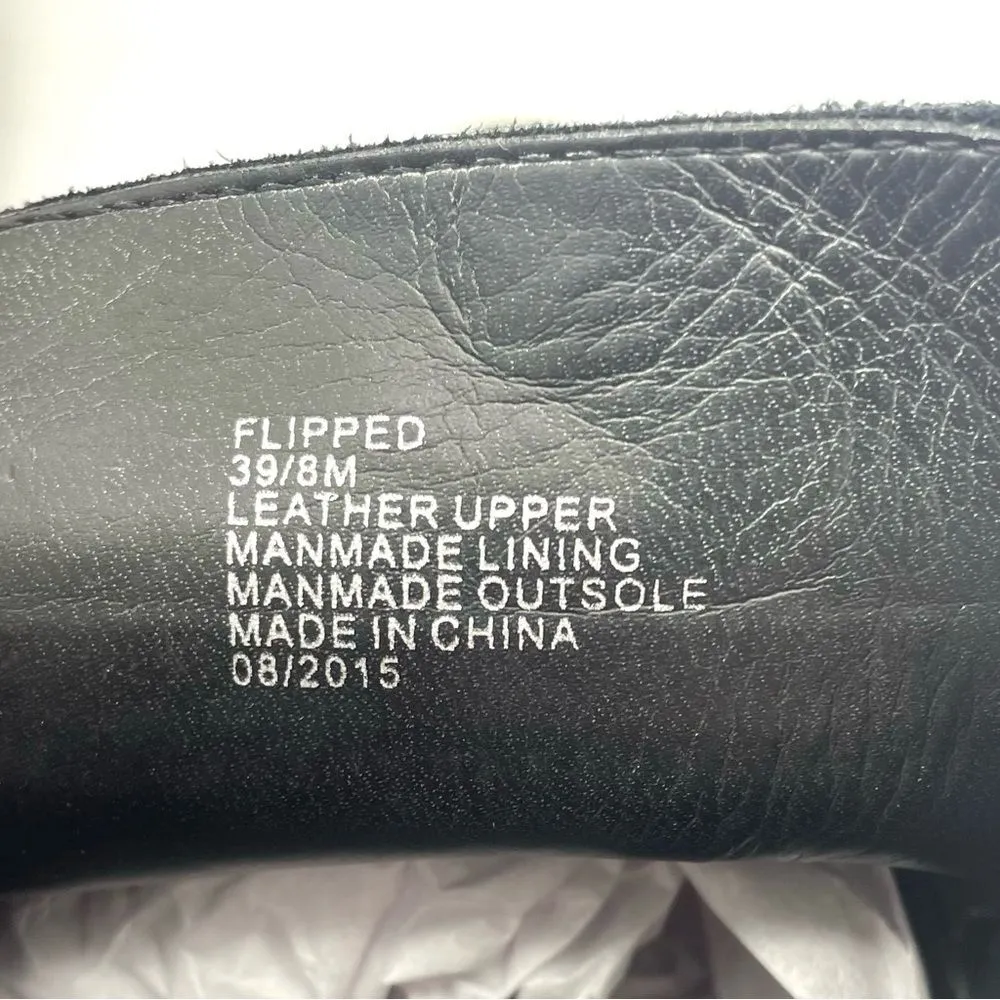 FLIPPED
39/8M
LEATHER UPPER
MANMADE LINING
MANMADE OUTSOLE
MADE IN CHINA
08/2015